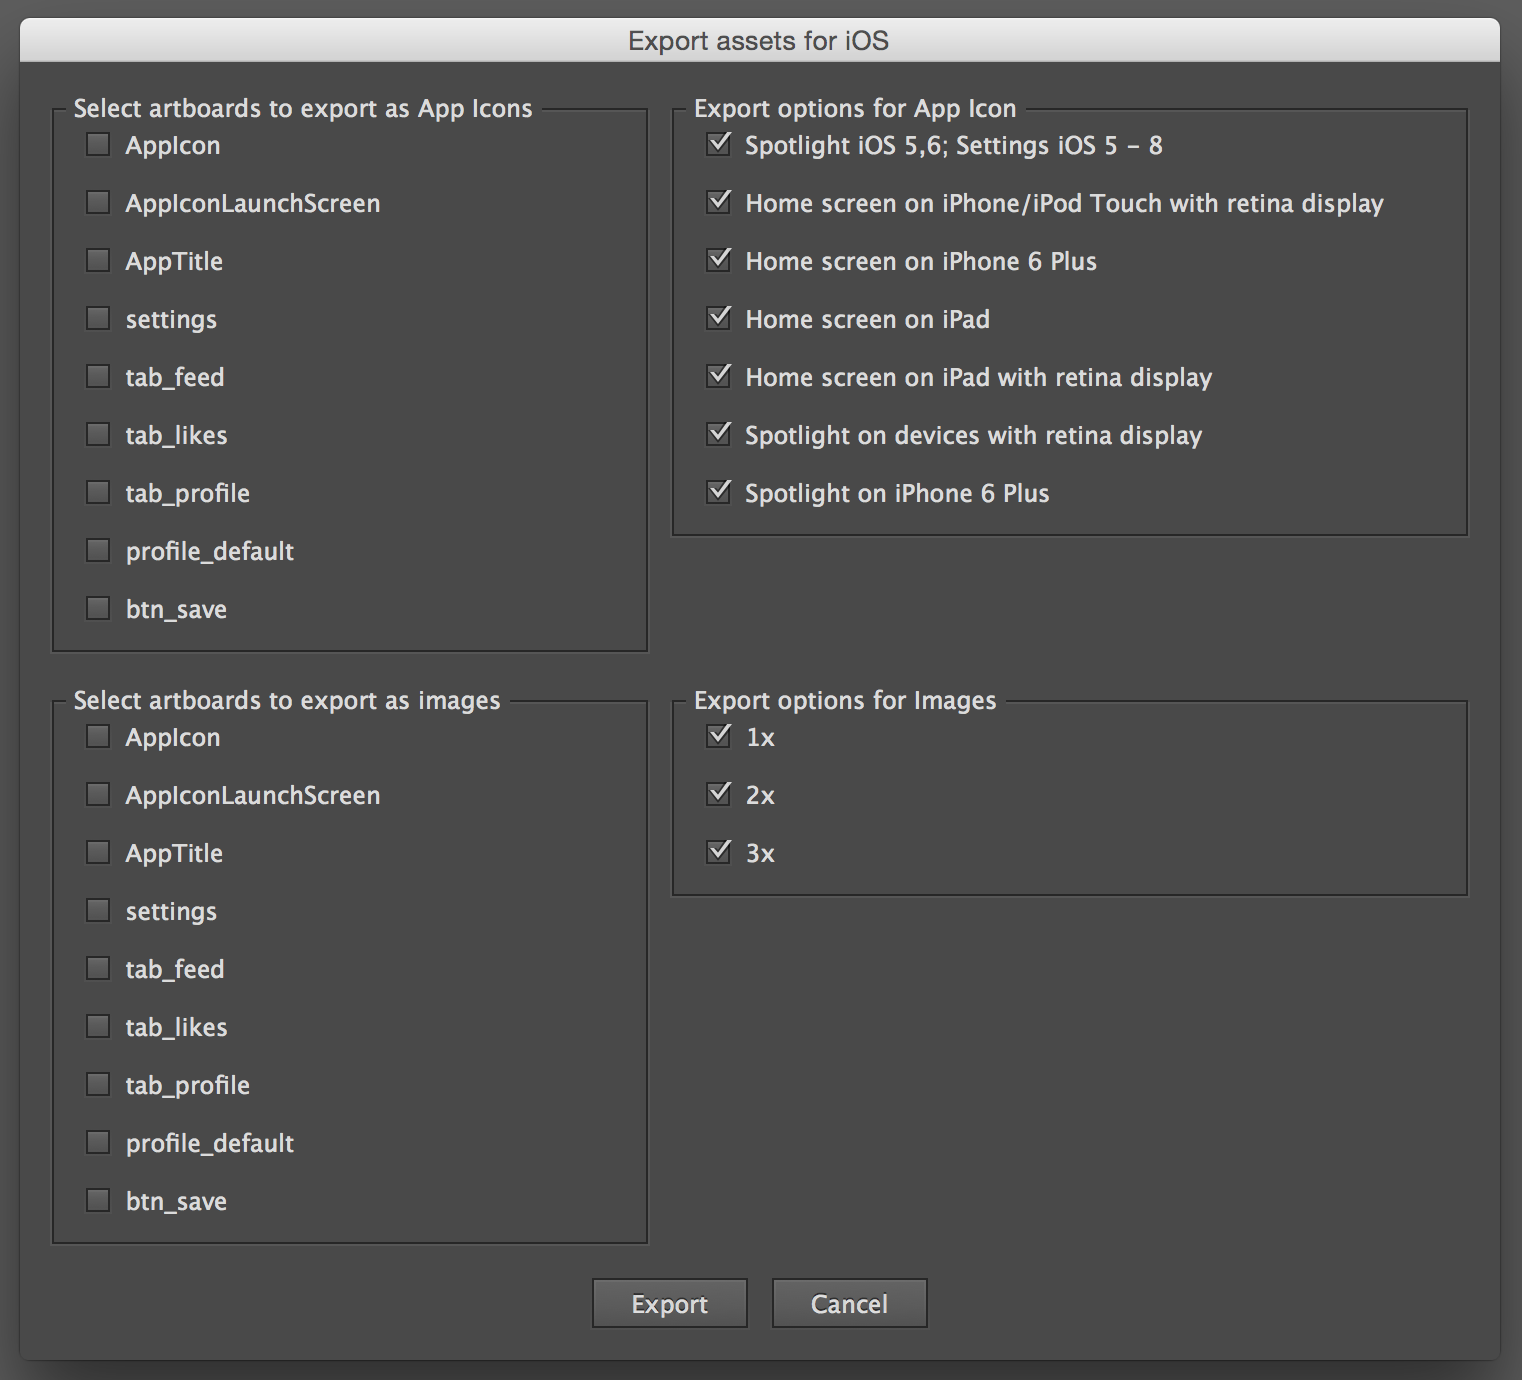 Export assets for iOS
Select artboards to export as App Icons
AppIcon
AppIconLaunchScreen
AppTitle
settings
tab_feed
tab_likes
tab_profile
profile_default
btn_save
Export options for App Icon
Spotlight iOS 5,6; Settings iOS 5 – 8
Home screen on iPhone/iPod Touch with retina display
Home screen on iPhone 6 Plus
Home screen on iPad
Home screen on iPad with retina display
Spotlight on devices with retina display
Spotlight on iPhone 6 Plus
Select artboards to export as images
AppIcon
AppIconLaunchScreen
AppTitle
settings
tab_feed
tab_likes
tab_profile
profile_default
btn_save
Export options for Images
1x
2x
3x
Export
Cancel